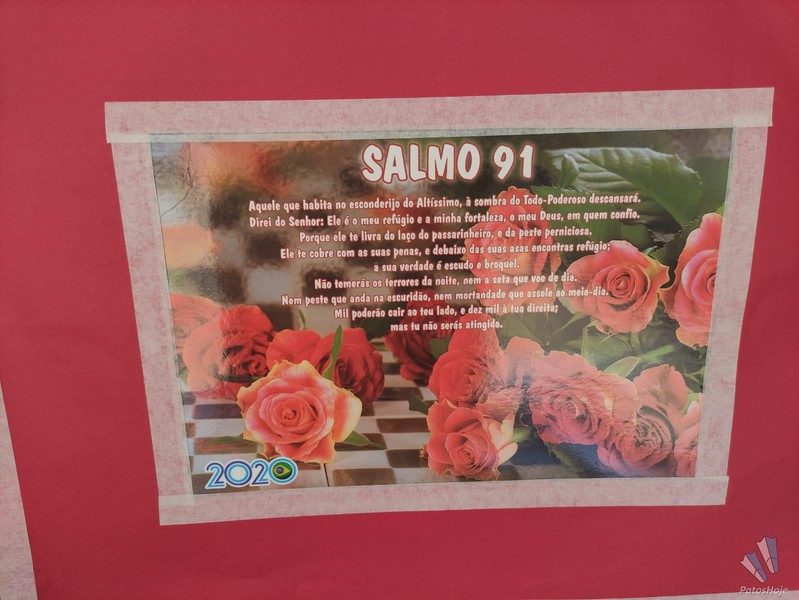 SALMO 91
Aquele que habita no esconderijo do Altíssimo, à sombra do Todo-Poderoso descansará.
Direi do Senhor: Ele é o meu refúgio e a minha fortaleza, o meu Deus, em quem confio.
Porque ele te livra do laço do passarinheiro, e da peste perniciosa.
Ele te cobre com as suas penas, e debaixo das suas asas encontras refúgio;
a sua verdade é escudo e broquel.
Não temerás os terrores da noite, nem a seta que voe de dia.
Nem peste que anda na escuridão, nem mortandade que assole ao meio-dia.
Mil poderão cair ao teu lado, e dez mil à tua direita;
mas tu não serás atingido.
2020
PatosHoje